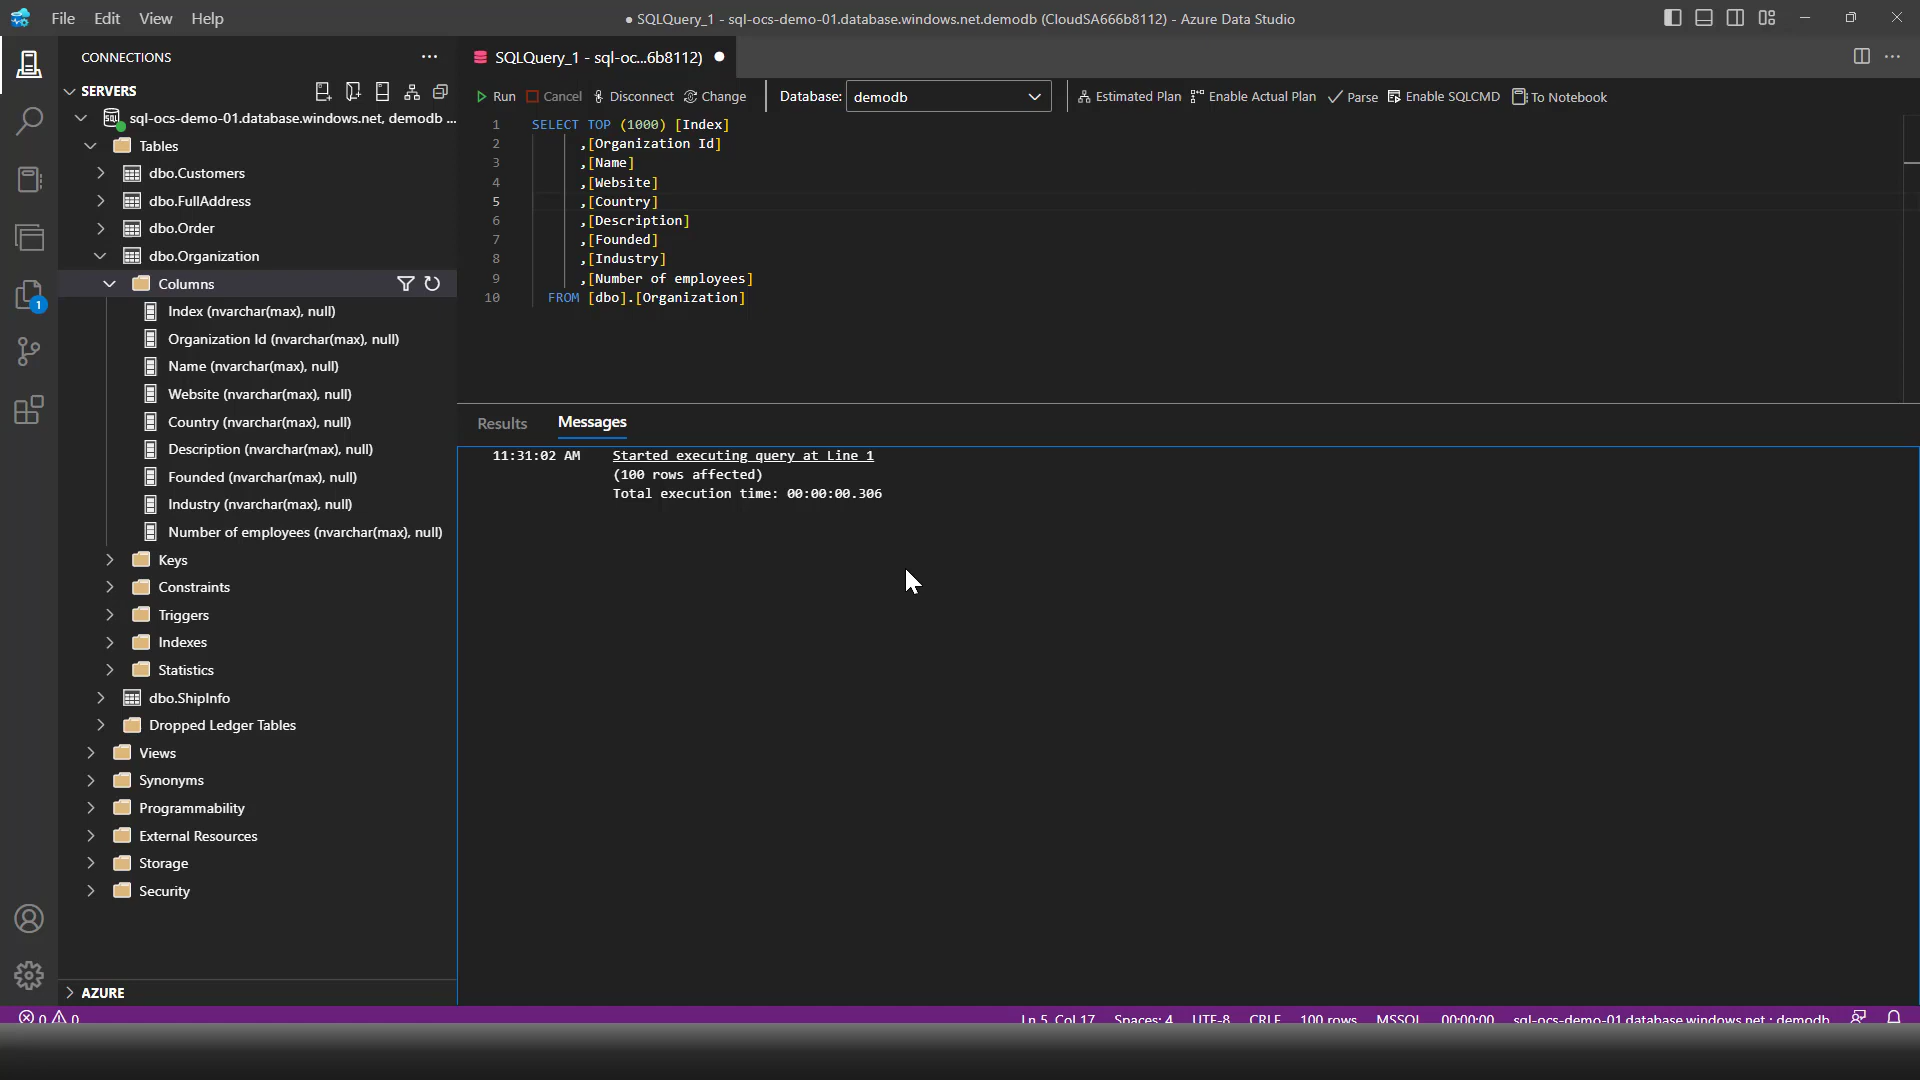 File Edit View Help
● SQLQuery_1 - sql-ocs-demo-01.database.windows.net.demodb (CloudSA666b8112) - Azure Data Studio
CONNECTIONS
SERVERS
sql-ocs-demo-01.database.windows.net, demodb ...
Tables
dbo.Customers
dbo.FullAddress
dbo.Order
dbo.Organization
Columns
Index (nvarchar(max), null)
Organization Id (nvarchar(max), null)
Name (nvarchar(max), null)
Website (nvarchar(max), null)
Country (nvarchar(max), null)
Description (nvarchar(max), null)
Founded (nvarchar(max), null)
Industry (nvarchar(max), null)
Number of employees (nvarchar(max), null)
Keys
Constraints
Triggers
Indexes
Statistics
dbo.ShipInfo
Dropped Ledger Tables
Views
Synonyms
Programmability
External Resources
Storage
Security
AZURE
1
SQLQuery_1 - sql-oc...6b8112)
Run Cancel Disconnect Change Database: demodb Estimated Plan Enable Actual Plan Parse Enable SQLCMD To Notebook
1 SELECT TOP (1000) [Index]
2 ,[Organization Id]
3 ,[Name]
4 ,[Website]
5 ,[Country]
6 ,[Description]
7 ,[Founded]
8 ,[Industry]
9 ,[Number of employees]
10 FROM [dbo].[Organization]
Results Messages
11:31:02 AM Started executing query at Line 1
(100 rows affected)
Total execution time: 00:00:00.306
0 0 Ln 5, Col 17 Spaces: 4 UTF-8 CRLF 100 rows MSSQL 00:00:00 sql-ocs-demo-01.database.windows.net : demodb